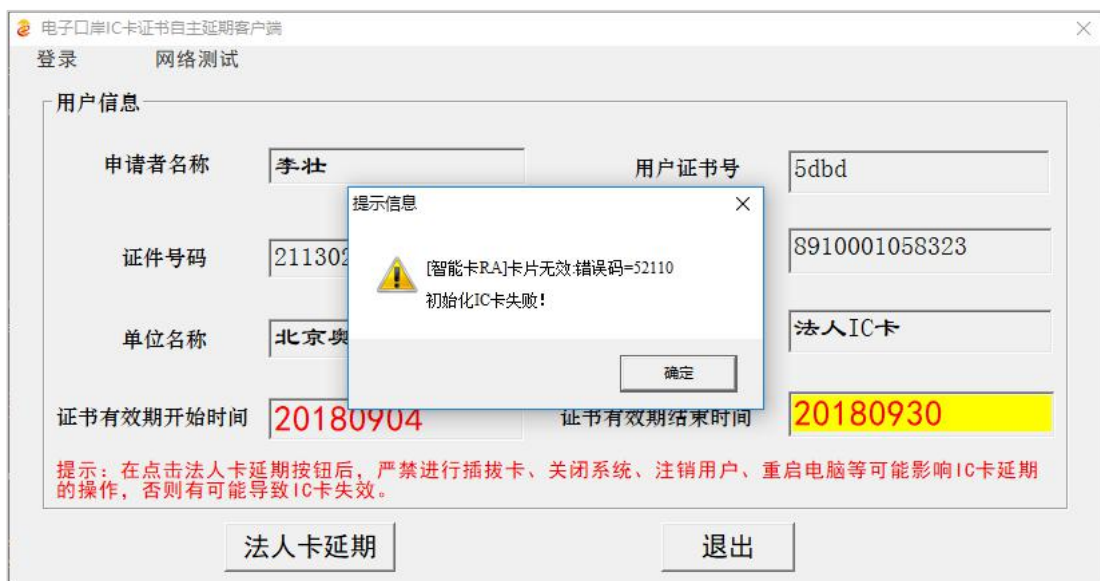 电子口岸IC卡证书自主延期客户端
登录 网络测试
用户信息
申请者名称 李壮 用户证书号 5dbd
提示信息
证件号码 211302 8910001058323
[智能卡RA]卡片无效:错误码=52110
初始化IC卡失败!
单位名称 北京奥 法人IC卡
确定
证书有效期开始时间 20180904 证书有效期结束时间 20180930
提示：在点击法人卡延期按钮后，严禁进行插拔卡、关闭系统、注销用户、重启电脑等可能影响IC卡延期
的操作，否则有可能导致IC卡失效。
法人卡延期 退出